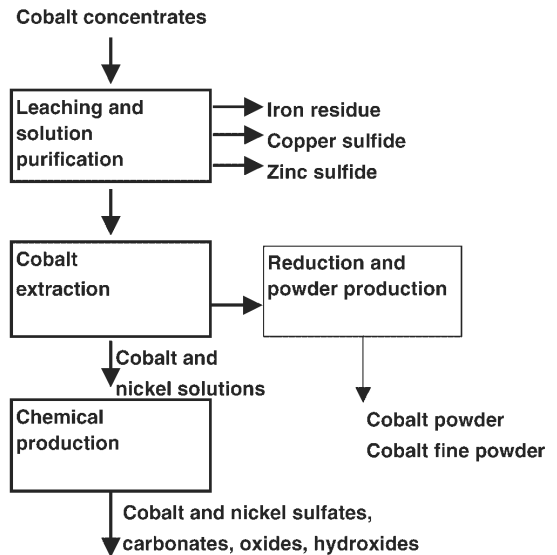 Cobalt concentrates
Leaching and
solution
purification
Iron residue
Copper sulfide
Zinc sulfide
Cobalt
extraction
Reduction and
powder production
Cobalt and
nickel solutions
Chemical
production
Cobalt powder
Cobalt fine powder
Cobalt and nickel sulfates,
carbonates, oxides, hydroxides